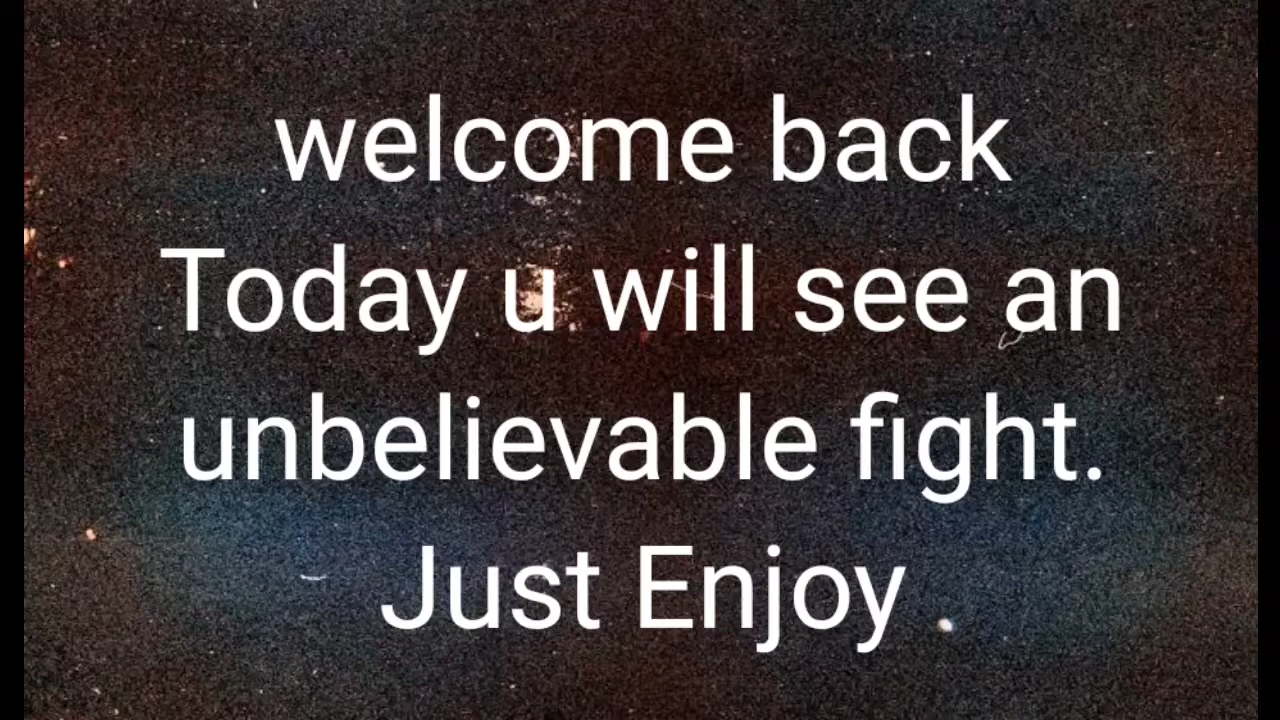 welcome back
Today u will see an
unbelievable fight.
Just Enjoy